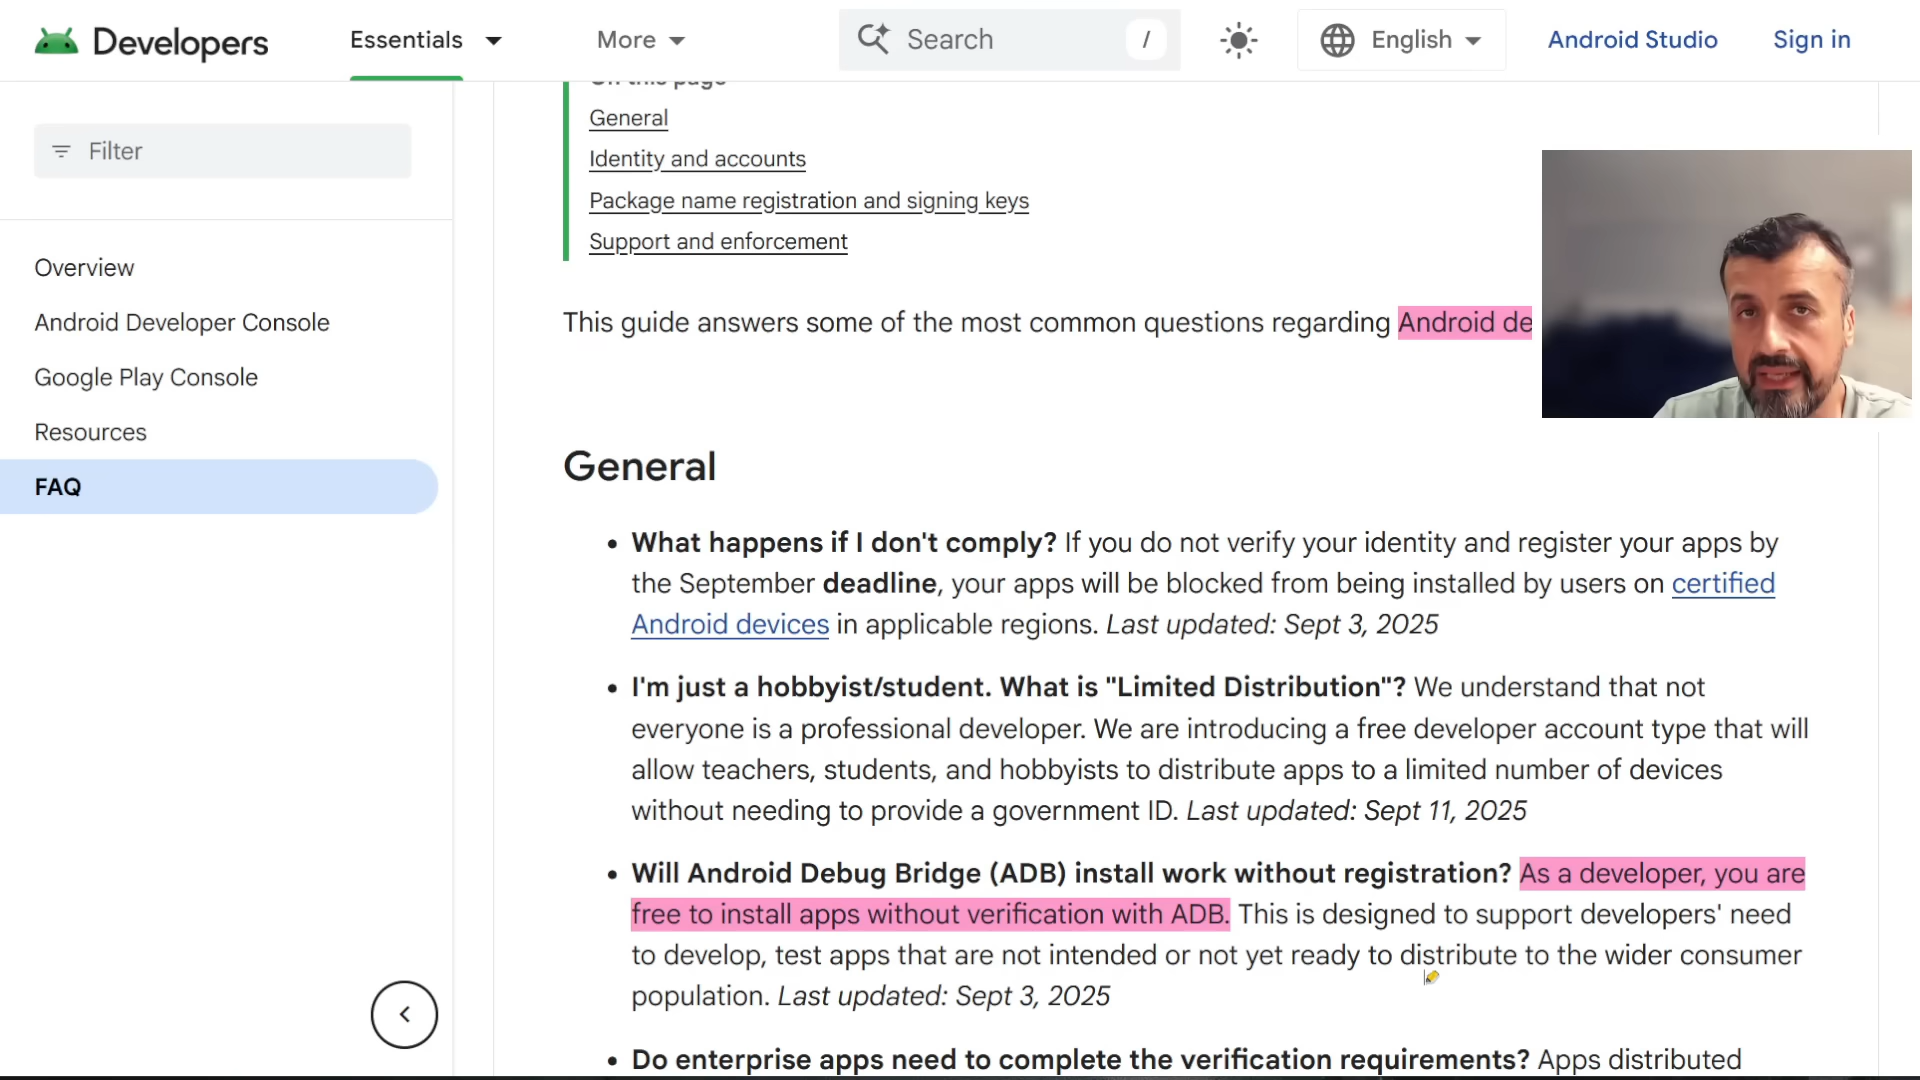 Developers
Essentials
More
Search
/
English
Android Studio
Sign in
Filter
Overview
Android Developer Console
Google Play Console
Resources
FAQ
On this page
General
Identity and accounts
Package name registration and signing keys
Support and enforcement
This guide answers some of the most common questions regarding Android de
General
• What happens if I don't comply? If you do not verify your identity and register your apps by
the September deadline, your apps will be blocked from being installed by users on certified
Android devices in applicable regions. Last updated: Sept 3, 2025
• I'm just a hobbyist/student. What is "Limited Distribution"? We understand that not
everyone is a professional developer. We are introducing a free developer account type that will
allow teachers, students, and hobbyists to distribute apps to a limited number of devices
without needing to provide a government ID. Last updated: Sept 11, 2025
• Will Android Debug Bridge (ADB) install work without registration? As a developer, you are
free to install apps without verification with ADB. This is designed to support developers' need
to develop, test apps that are not intended or not yet ready to distribute to the wider consumer
population. Last updated: Sept 3, 2025
• Do enterprise apps need to complete the verification requirements? Apps distributed